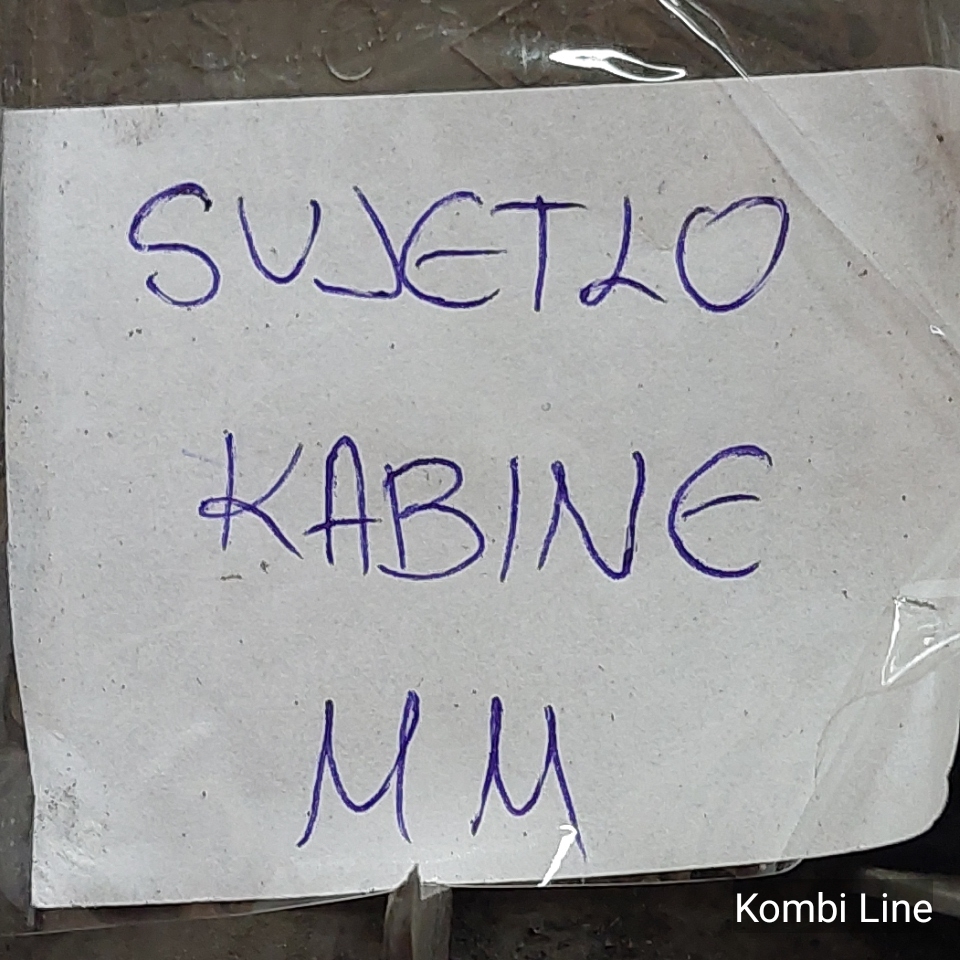 SVJETLO
KABINE
MM
Kombi Line